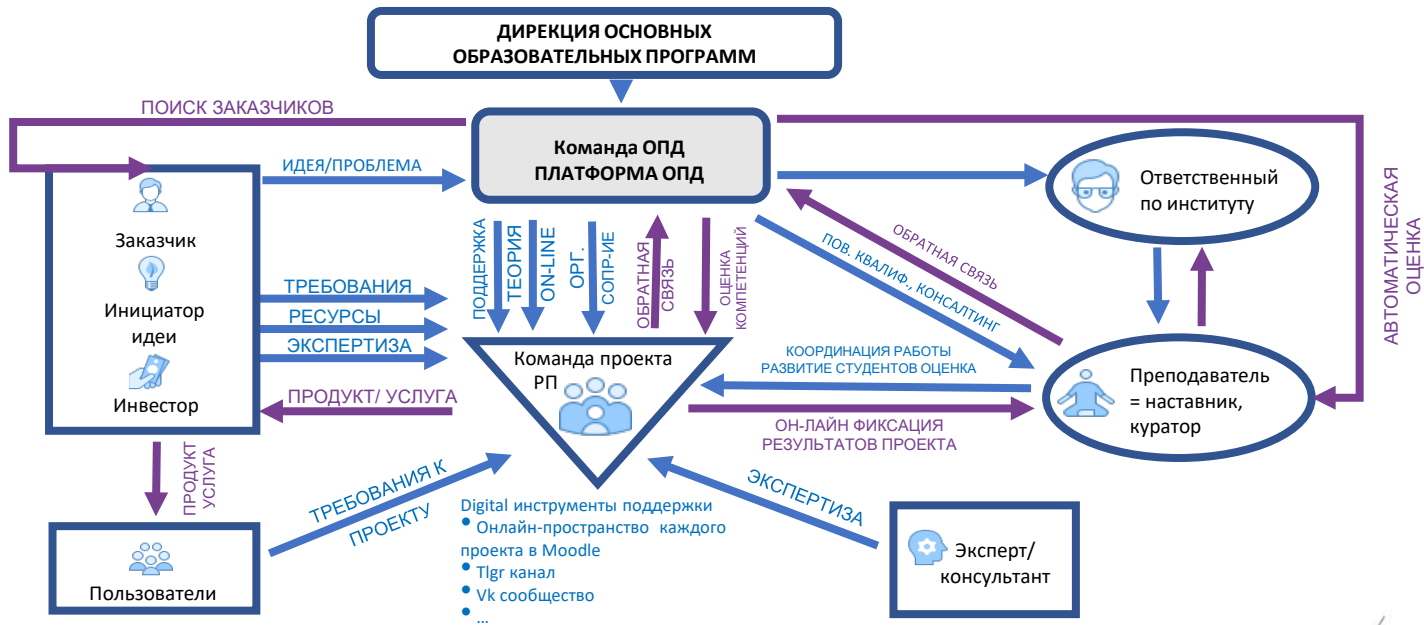 ДИРЕКЦИЯ ОСНОВНЫХ
ОБРАЗОВАТЕЛЬНЫХ ПРОГРАММ
ПОИСК ЗАКАЗЧИКОВ
Команда ОПД
ПЛАТФОРМА ОПД
ИДЕЯ/ПРОБЛЕМА
Заказчик
Инициатор
идеи
Инвестор
ТРЕБОВАНИЯ
РЕСУРСЫ
ЭКСПЕРТИЗА
ПРОДУКТ/ УСЛУГА
ПОДДЕРЖКА
ТЕОРИЯ
ON-LINE
ОРГ.
СОПР-ИЕ
ОБРАТНАЯ
СВЯЗЬ
ОЦЕНКА
КОМПЕТЕНЦИЙ
ОБРАТНАЯ СВЯЗЬ
ПОВ. КВАЛИФ., КОНСАЛТИНГ
Ответственный
по институту
АВТОМАТИЧЕСКАЯ
ОЦЕНКА
Команда проекта
РП
КООРДИНАЦИЯ РАБОТЫ
РАЗВИТИЕ СТУДЕНТОВ ОЦЕНКА
ОН-ЛАЙН ФИКСАЦИЯ
РЕЗУЛЬТАТОВ ПРОЕКТА
Преподаватель
= наставник,
куратор
ПРОДУКТ
УСЛУГА
Пользователи
ТРЕБОВАНИЯ К
ПРОЕКТУ
Digital инструменты поддержки
• Онлайн-пространство каждого
проекта в Moodle
• Tlgr канал
• Vk сообщество
• ...
ЭКСПЕРТИЗА
Эксперт/
консультант